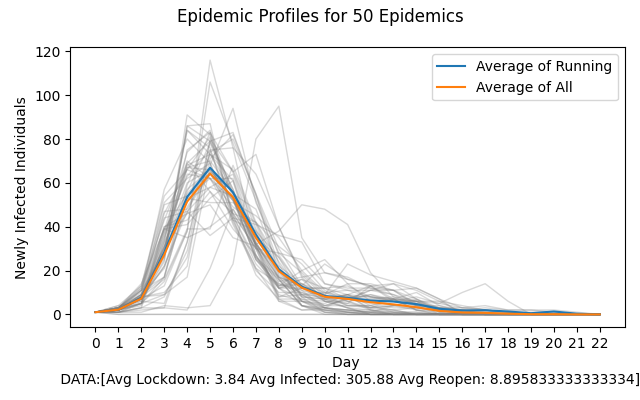 Epidemic Profiles for 50 Epidemics
120
100
80
60
40
20
0
Newly Infected Individuals
Average of Running
Average of All
0 1 2 3 4 5 6 7 8 9 10 11 12 13 14 15 16 17 18 19 20 21 22
Day
DATA:[Avg Lockdown: 3.84 Avg Infected: 305.88 Avg Reopen: 8.895833333333334]